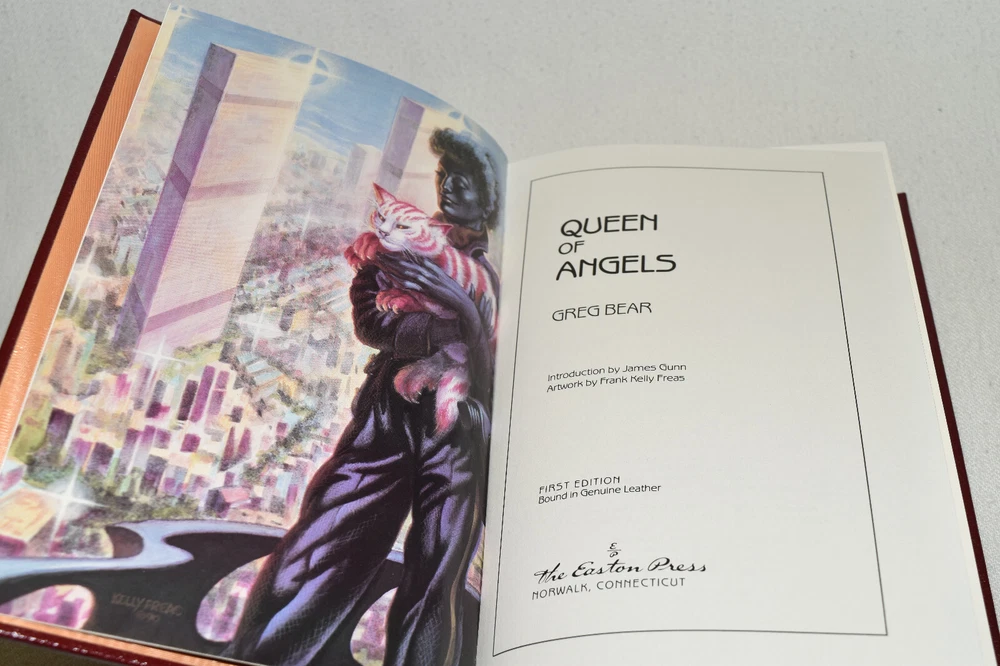 KELLY FREAS
QUEEN
OF
ANGELS
GREG BEAR
Introduction by James Gunn
Artwork by Frank Kelly Freas
FIRST EDITION
Bound in Genuine Leather
E
P
the Easton Press
NORWALK, CONNECTICUT